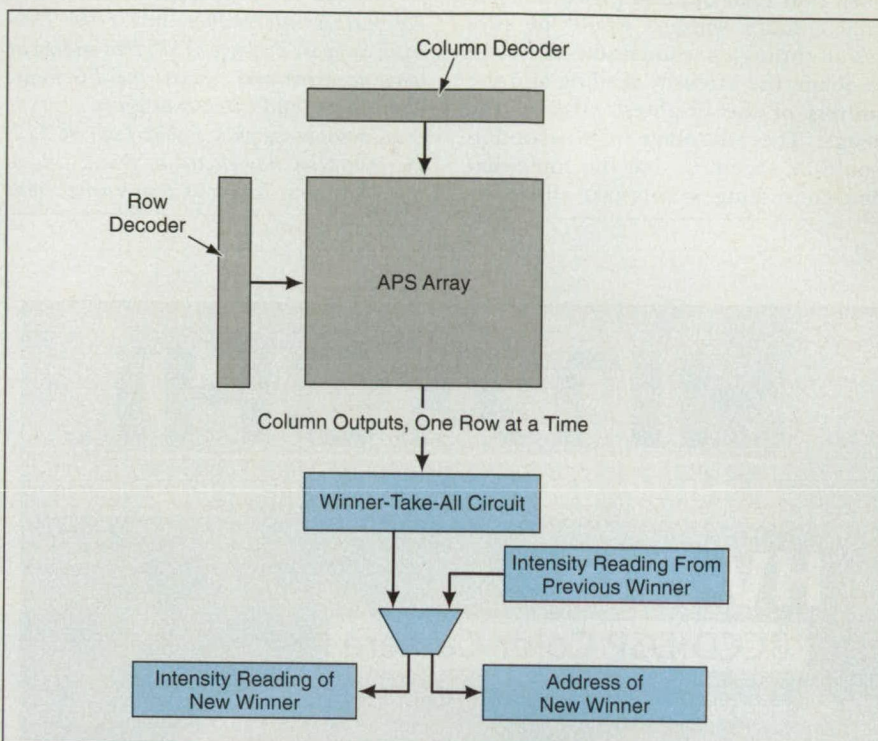 Column Decoder
Row
Decoder
APS Array
Column Outputs, One Row at a Time
Winner-Take-All Circuit
Intensity Reading From
Previous Winner
Intensity Reading of
New Winner
Address of
New Winner